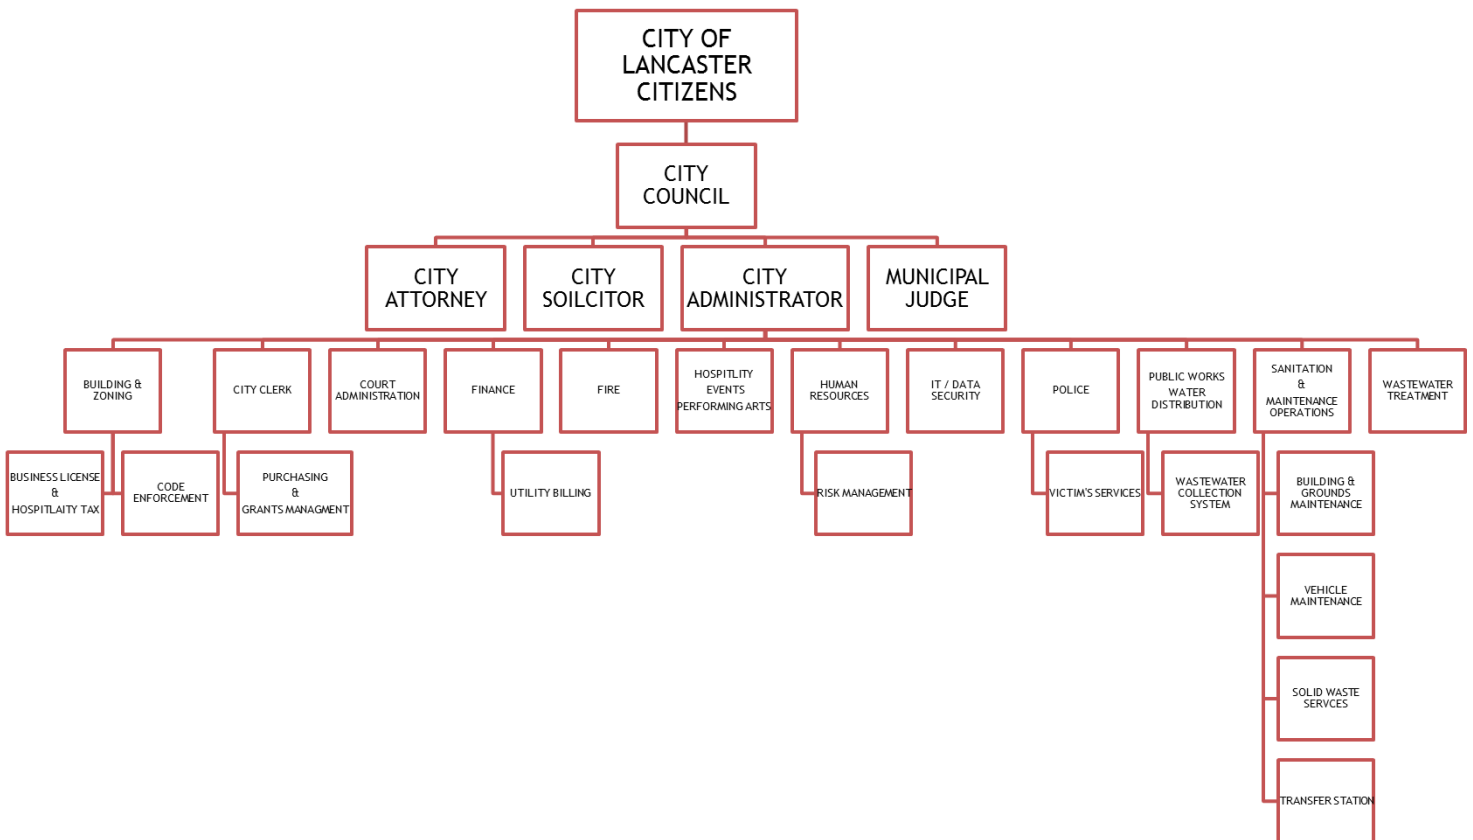 CITY OF
LANCASTER
CITIZENS
CITY
COUNCIL
CITY
ATTORNEY
CITY
SOILCITOR
CITY
ADMINISTRATOR
MUNICIPAL
JUDGE
BUILDING &
ZONING
CITY CLERK
COURT
ADMINISTRATION
FINANCE
FIRE
HOSPITLITY
EVENTS
PERFORMING ARTS
HUMAN
RESOURCES
IT / DATA
SECURITY
POLICE
PUBLIC WORKS
WATER
DISTRIBUTION
SANITATION
&
MAINTENANCE
OPERATIONS
WASTEWATER
TREATMENT
BUSINESS LICENSE
&
HOSPITLAITY TAX
CODE
ENFORCEMENT
PURCHASING
&
GRANTS MANAGMENT
UTILITY BILLING
RISK MANAGEMENT
VICTIM'S SERVICES
WASTEWATER
COLLECTION
SYSTEM
BUILDING &
GROUNDS
MAINTENANCE
VEHICLE
MAINTENANCE
SOLID WASTE
SERVCES
TRANSFER STATION